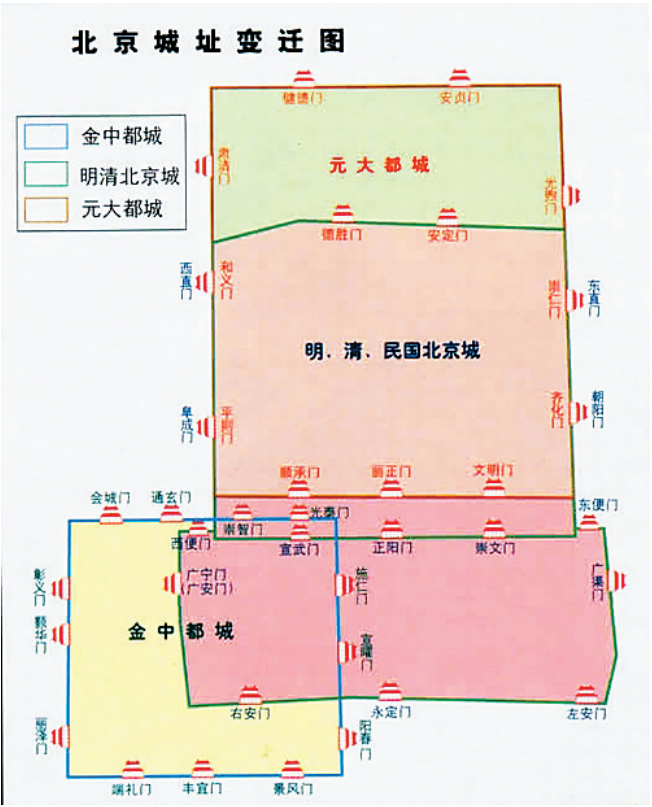 北京城址变迁图
金中都城
明清北京城
元大都城
健德门
安贞门
肃清门
元大都城
光熙门
德胜门
安定门
西直门
和义门
崇仁门
东直门
明、清、民国北京城
阜成门
平则门
齐化门
朝阳门
顺承门
丽正门
文明门
会城门
通玄门
崇智门
光泰门
东便门
西便门
宣武门
正阳门
崇文门
彰义门
广宁门
(广安门)
施仁门
广渠门
颢华门
金中都城
宣曜门
右安门
永定门
左安门
丽泽门
阳春门
端礼门
丰宜门
景风门